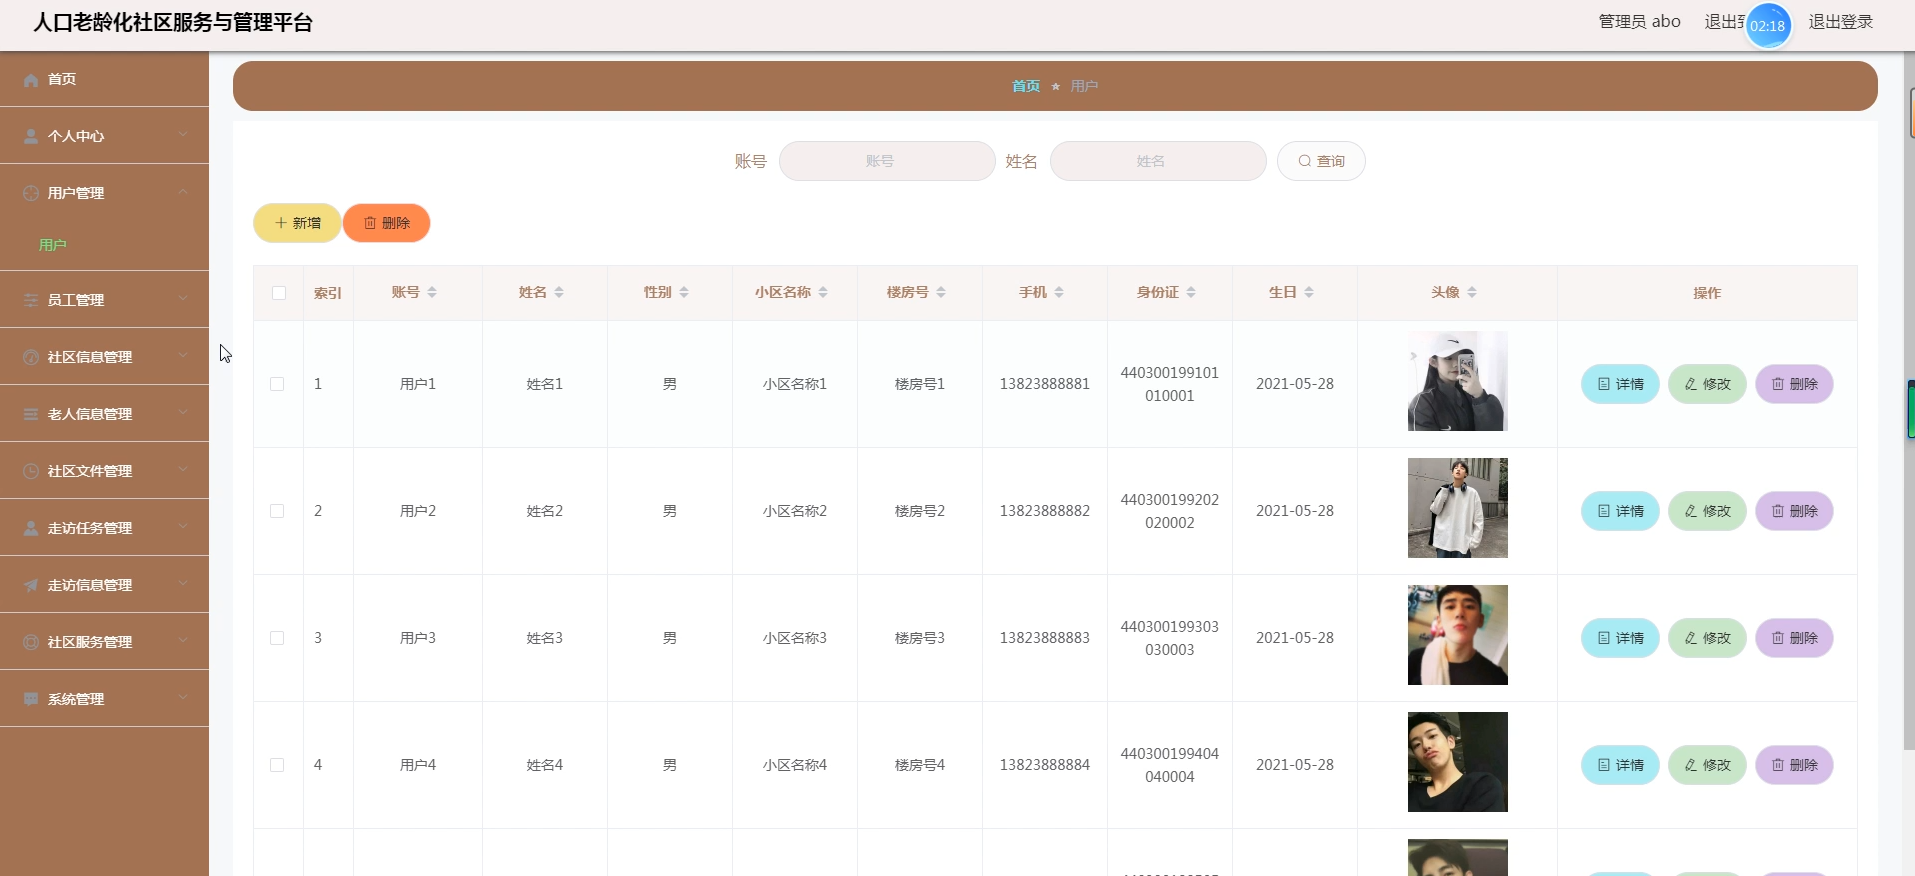 人口老龄化社区服务与管理平台
管理员 abo 退出到 02:18 退出登录
首页
个人中心
用户管理
用户
员工管理
社区信息管理
老人信息管理
社区文件管理
走访任务管理
走访信息管理
社区服务管理
系统管理
首页 用户
账号 账号 姓名 姓名 查询
新增 删除
索引 账号 姓名 性别 小区名称 楼房号 手机 身份证 生日 头像 操作
1 用户1 姓名1 男 小区名称1 楼房号1 13823888881 440300199101 2021-05-28 详情 修改 删除
010001
2 用户2 姓名2 男 小区名称2 楼房号2 13823888882 440300199202 2021-05-28 详情 修改 删除
020002
3 用户3 姓名3 男 小区名称3 楼房号3 13823888883 440300199303 2021-05-28 详情 修改 删除
030003
4 用户4 姓名4 男 小区名称4 楼房号4 13823888884 440300199404 2021-05-28 详情 修改 删除
040004